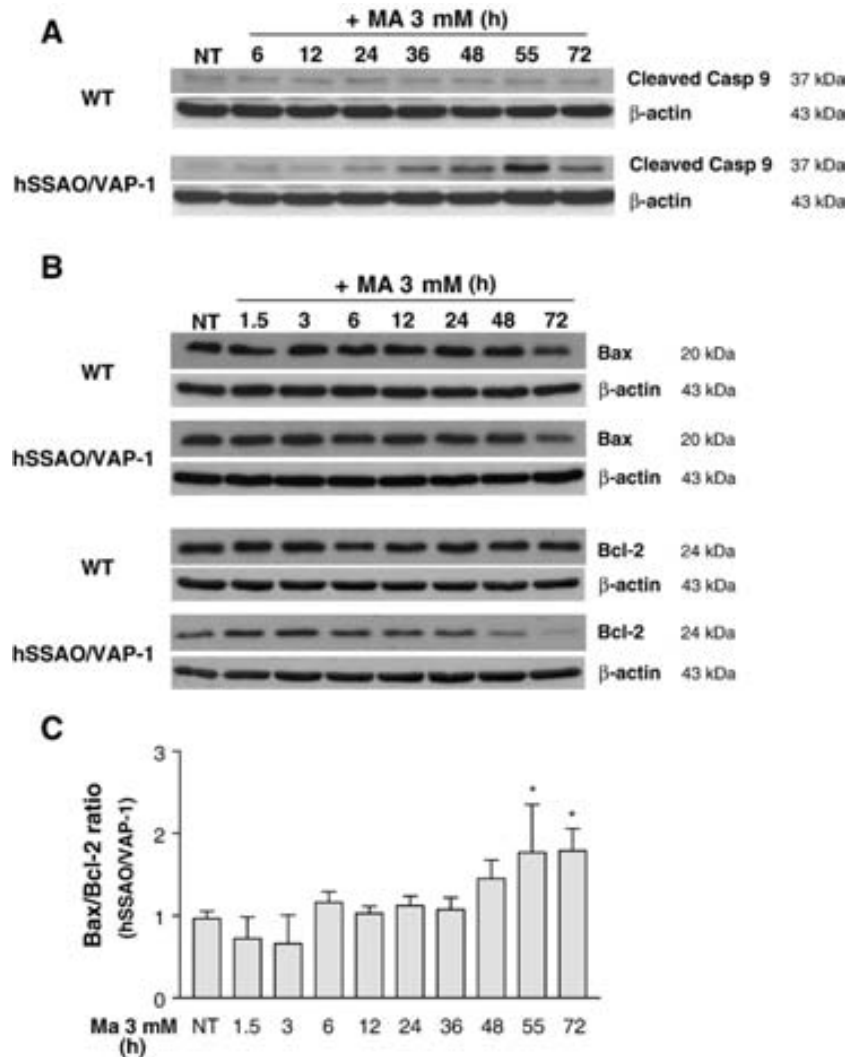 A
+ MA 3 mM (h)
NT 6 12 24 36 48 55 72
WT
Cleaved Casp 9 37 kDa
β-actin 43 kDa
hSSAO/VAP-1
Cleaved Casp 9 37 kDa
β-actin 43 kDa
B
+ MA 3 mM (h)
NT 1.5 3 6 12 24 48 72
WT
Bax 20 kDa
β-actin 43 kDa
hSSAO/VAP-1
Bax 20 kDa
β-actin 43 kDa
WT
Bcl-2 24 kDa
β-actin 43 kDa
hSSAO/VAP-1
Bcl-2 24 kDa
β-actin 43 kDa
C
Bax/Bcl-2 ratio
(hSSAO/VAP-1)
3
2
1
0
* *
Ma 3 mM NT 1.5 3 6 12 24 36 48 55 72
(h)